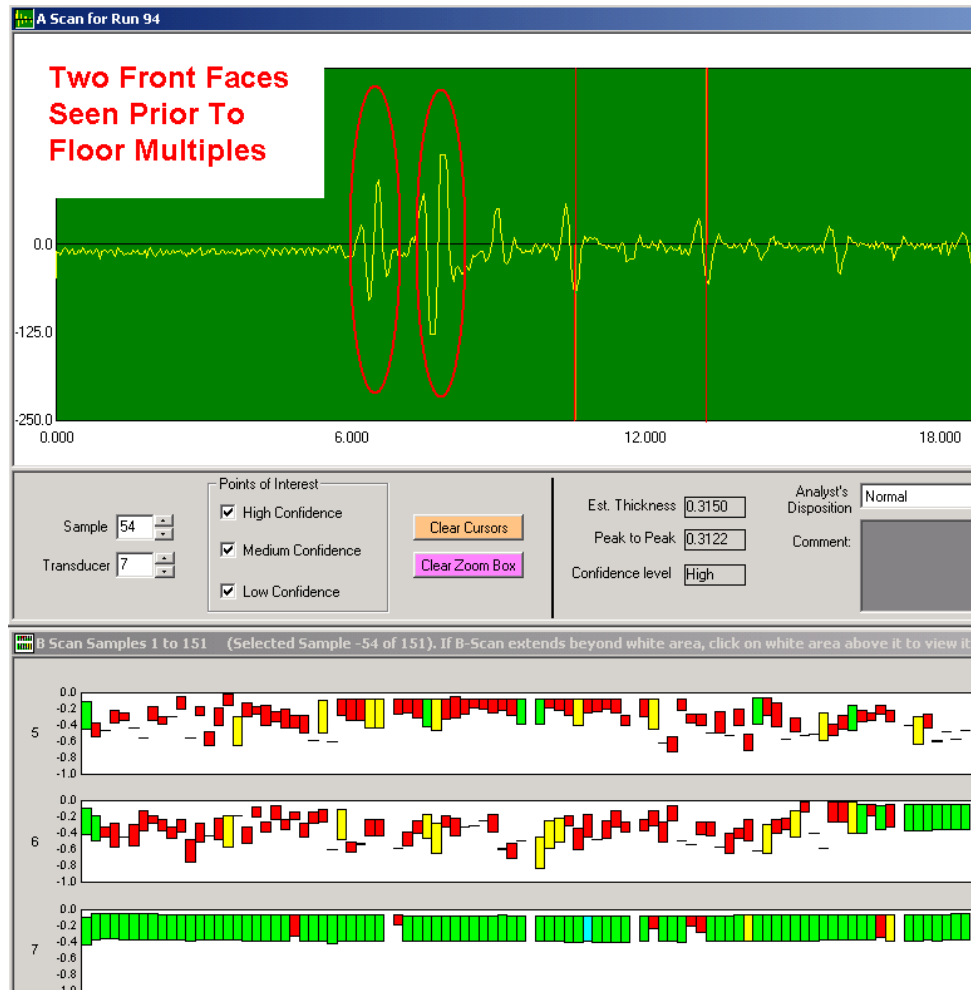 A Scan for Run 94
Two Front Faces
Seen Prior To
Floor Multiples
0.0
-125.0
-250.0
0.000 6.000 12.000 18.000
Sample 54
Transducer 7
Points of Interest
High Confidence
Medium Confidence
Low Confidence
Clear Cursors
Clear Zoom Box
Est. Thickness 0.3150
Peak to Peak 0.3122
Confidence level High
Analyst's
Disposition
Normal
Comment:
B Scan Samples 1 to 151 (Selected Sample -54 of 151). If B-Scan extends beyond white area, click on white area above it to view it
5
0.0
-0.2
-0.4
-0.6
-0.8
-1.0
6
0.0
-0.2
-0.4
-0.6
-0.8
-1.0
7
0.0
-0.2
-0.4
-0.6
-0.8
-1.0